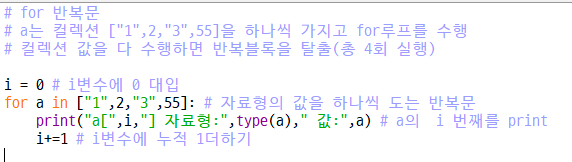 # for 반복문
# a는 컬렉션 ["1",2,"3",55]을 하나씩 가지고 for루프를 수행
# 컬렉션 값을 다 수행하면 반복블록을 탈출(총 4회 실행)
i = 0 # i변수에 0 대입
for a in ["1",2,"3",55]: # 자료형의 값을 하나씩 도는 반복문
    print("a[",i,"] 자료형:",type(a)," 값:",a) # a의  i 번째를 print
    i+=1 # i변수에 누적 1더하기